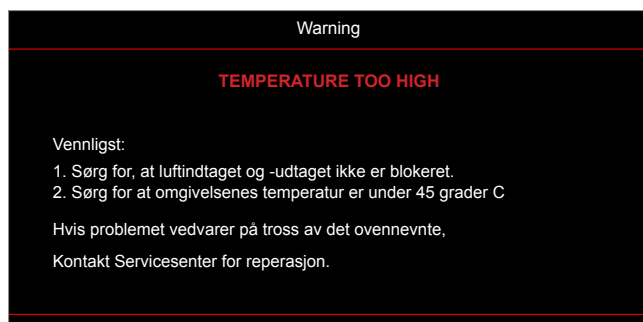 Warning
TEMPERATURE TOO HIGH
Vennligst:
1. Sørg for, at luftindtaget og -udtaget ikke er blokeret.
2. Sørg for at omgivelsenes temperatur er under 45 grader C
Hvis problemet vedvarer på tross av det ovennevnte,
Kontakt Servicesenter for reperasjon.